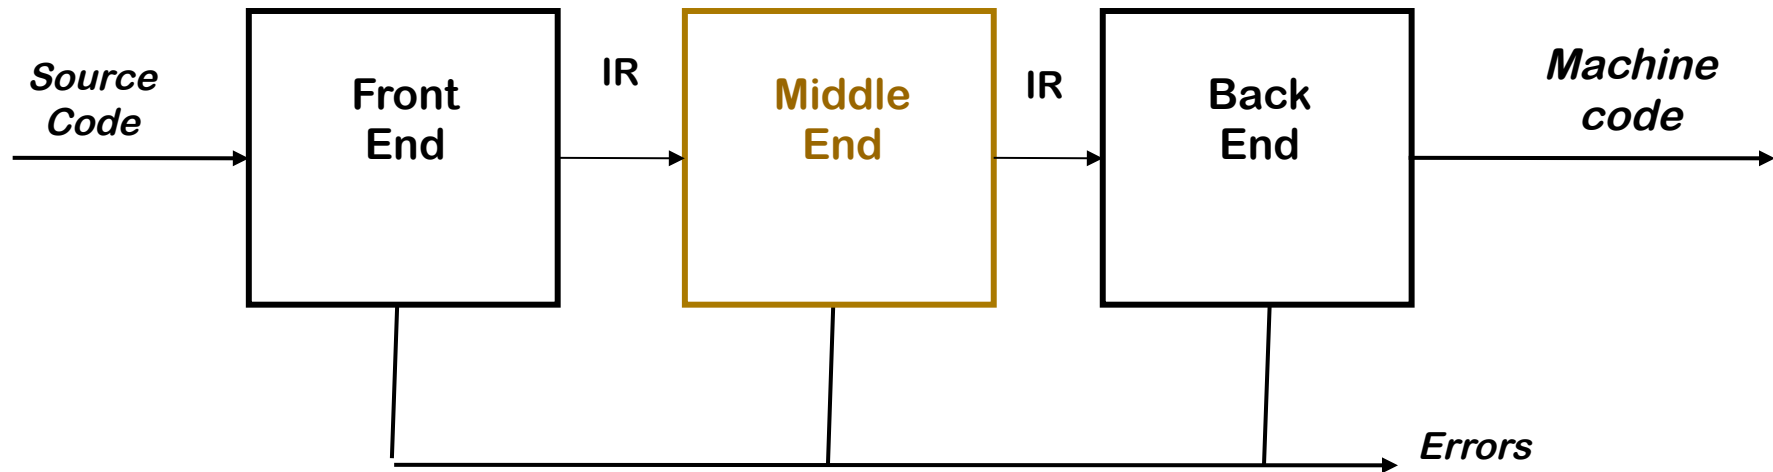 Source
Code
Front
End
IR
Middle
End
IR
Back
End
Machine
code
Errors